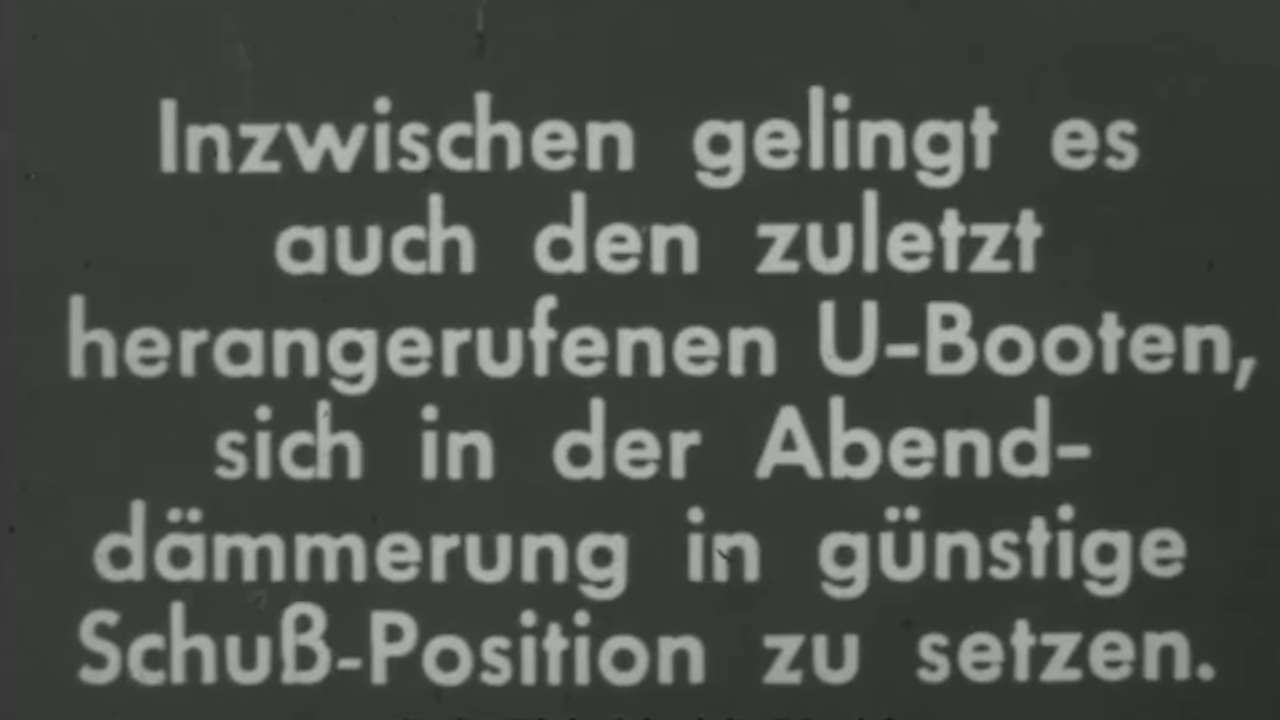 Inzwischen gelingt es
auch den zuletzt
herangerufenen U-Booten,
sich in der Abend-
dämmerung in günstige
Schuß-Position zu setzen.